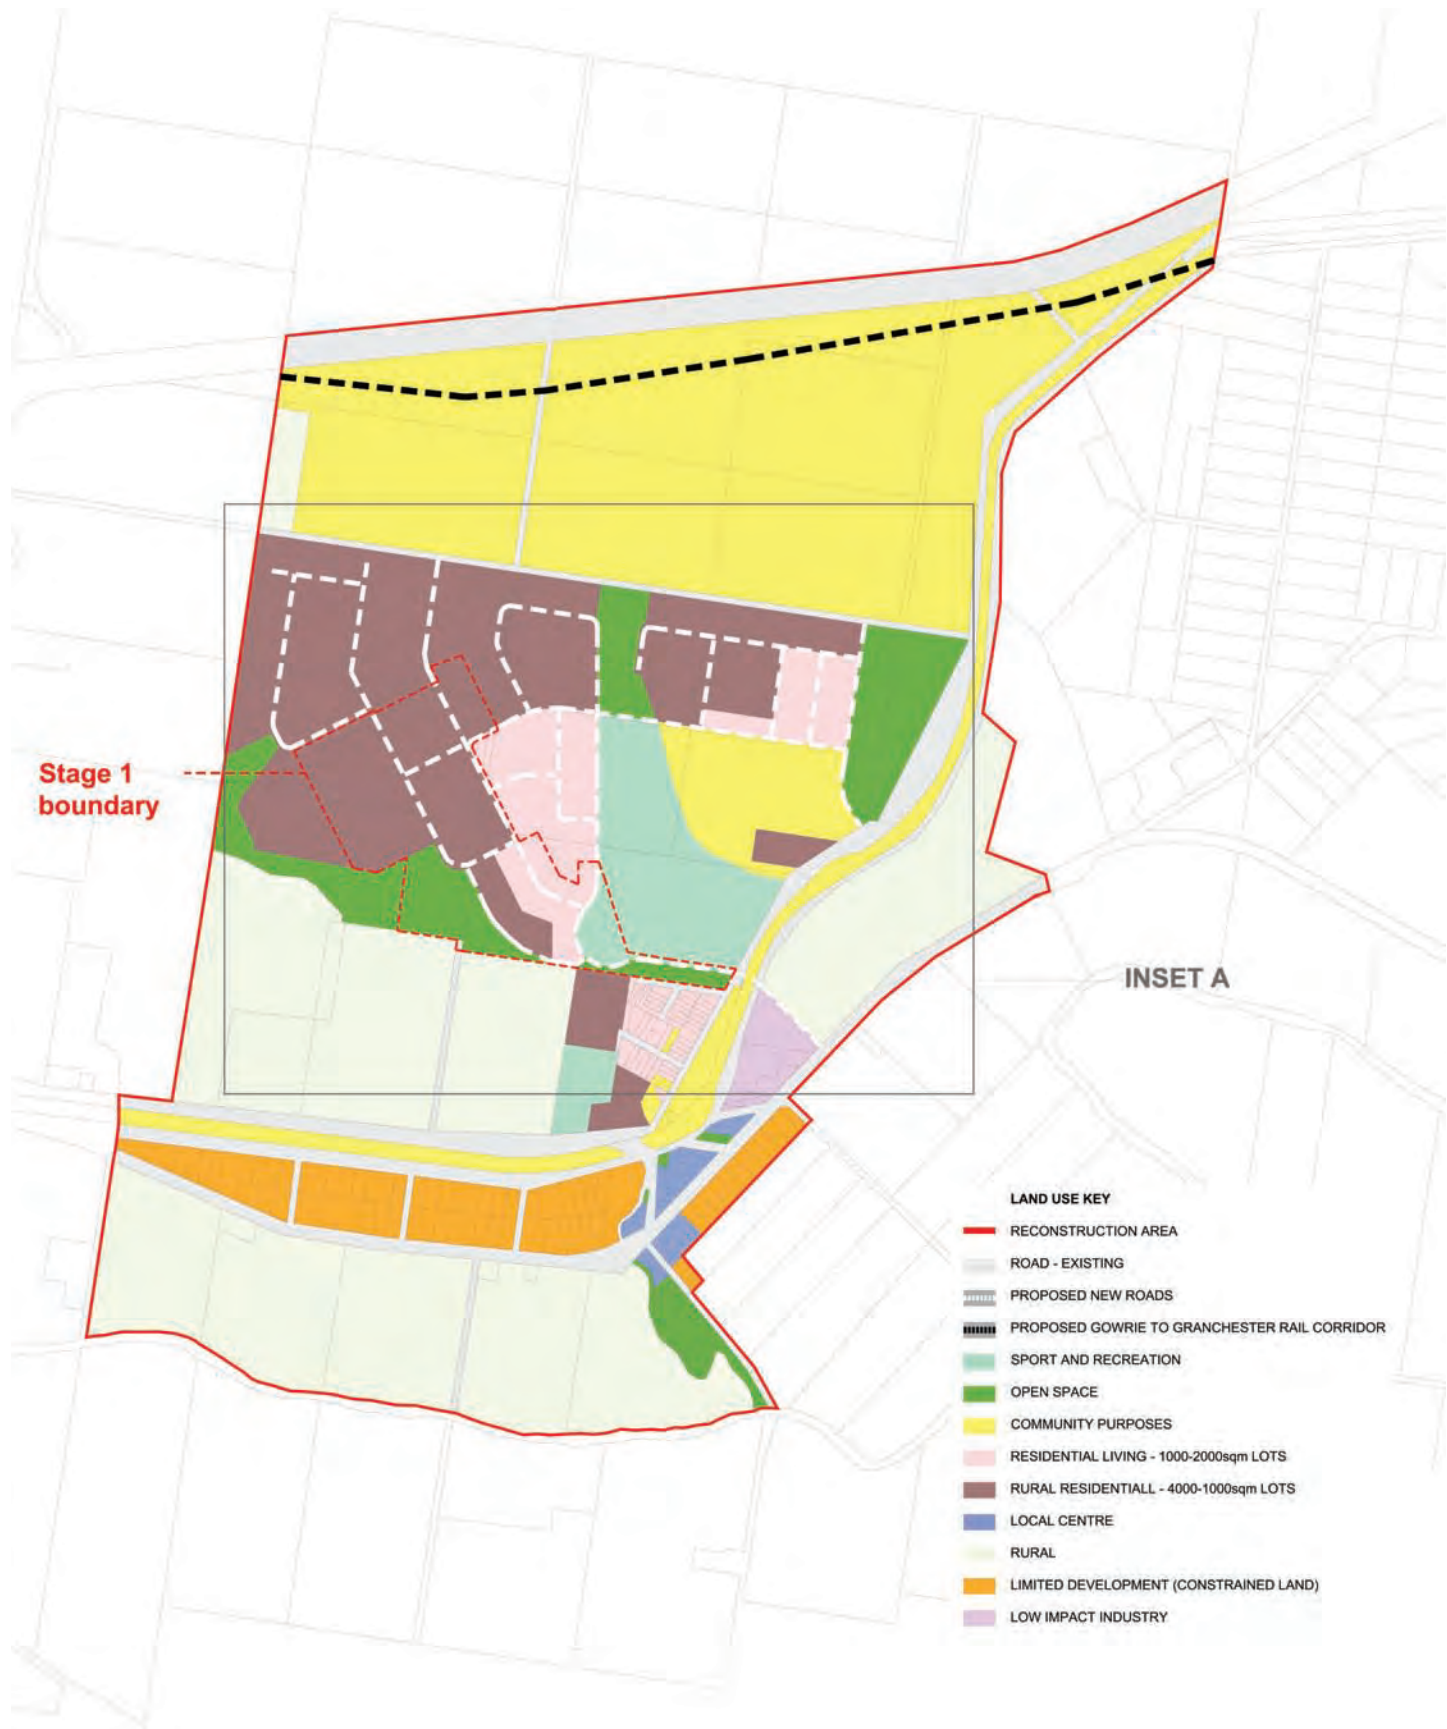 Stage 1
boundary
INSET A
LAND USE KEY
RECONSTRUCTION AREA
ROAD - EXISTING
PROPOSED NEW ROADS
PROPOSED GOWRIE TO GRANCHESTER RAIL CORRIDOR
SPORT AND RECREATION
OPEN SPACE
COMMUNITY PURPOSES
RESIDENTIAL LIVING - 1000-2000sqm LOTS
RURAL RESIDENTIALL - 4000-1000sqm LOTS
LOCAL CENTRE
RURAL
LIMITED DEVELOPMENT (CONSTRAINED LAND)
LOW IMPACT INDUSTRY